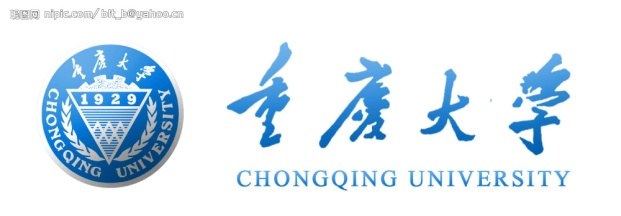 昵图网 nipic.com/bit_b@yahoo.cn
重庆大学
1929
CHONGQING UNIVERSITY
重庆大学
CHONGQING UNIVERSITY